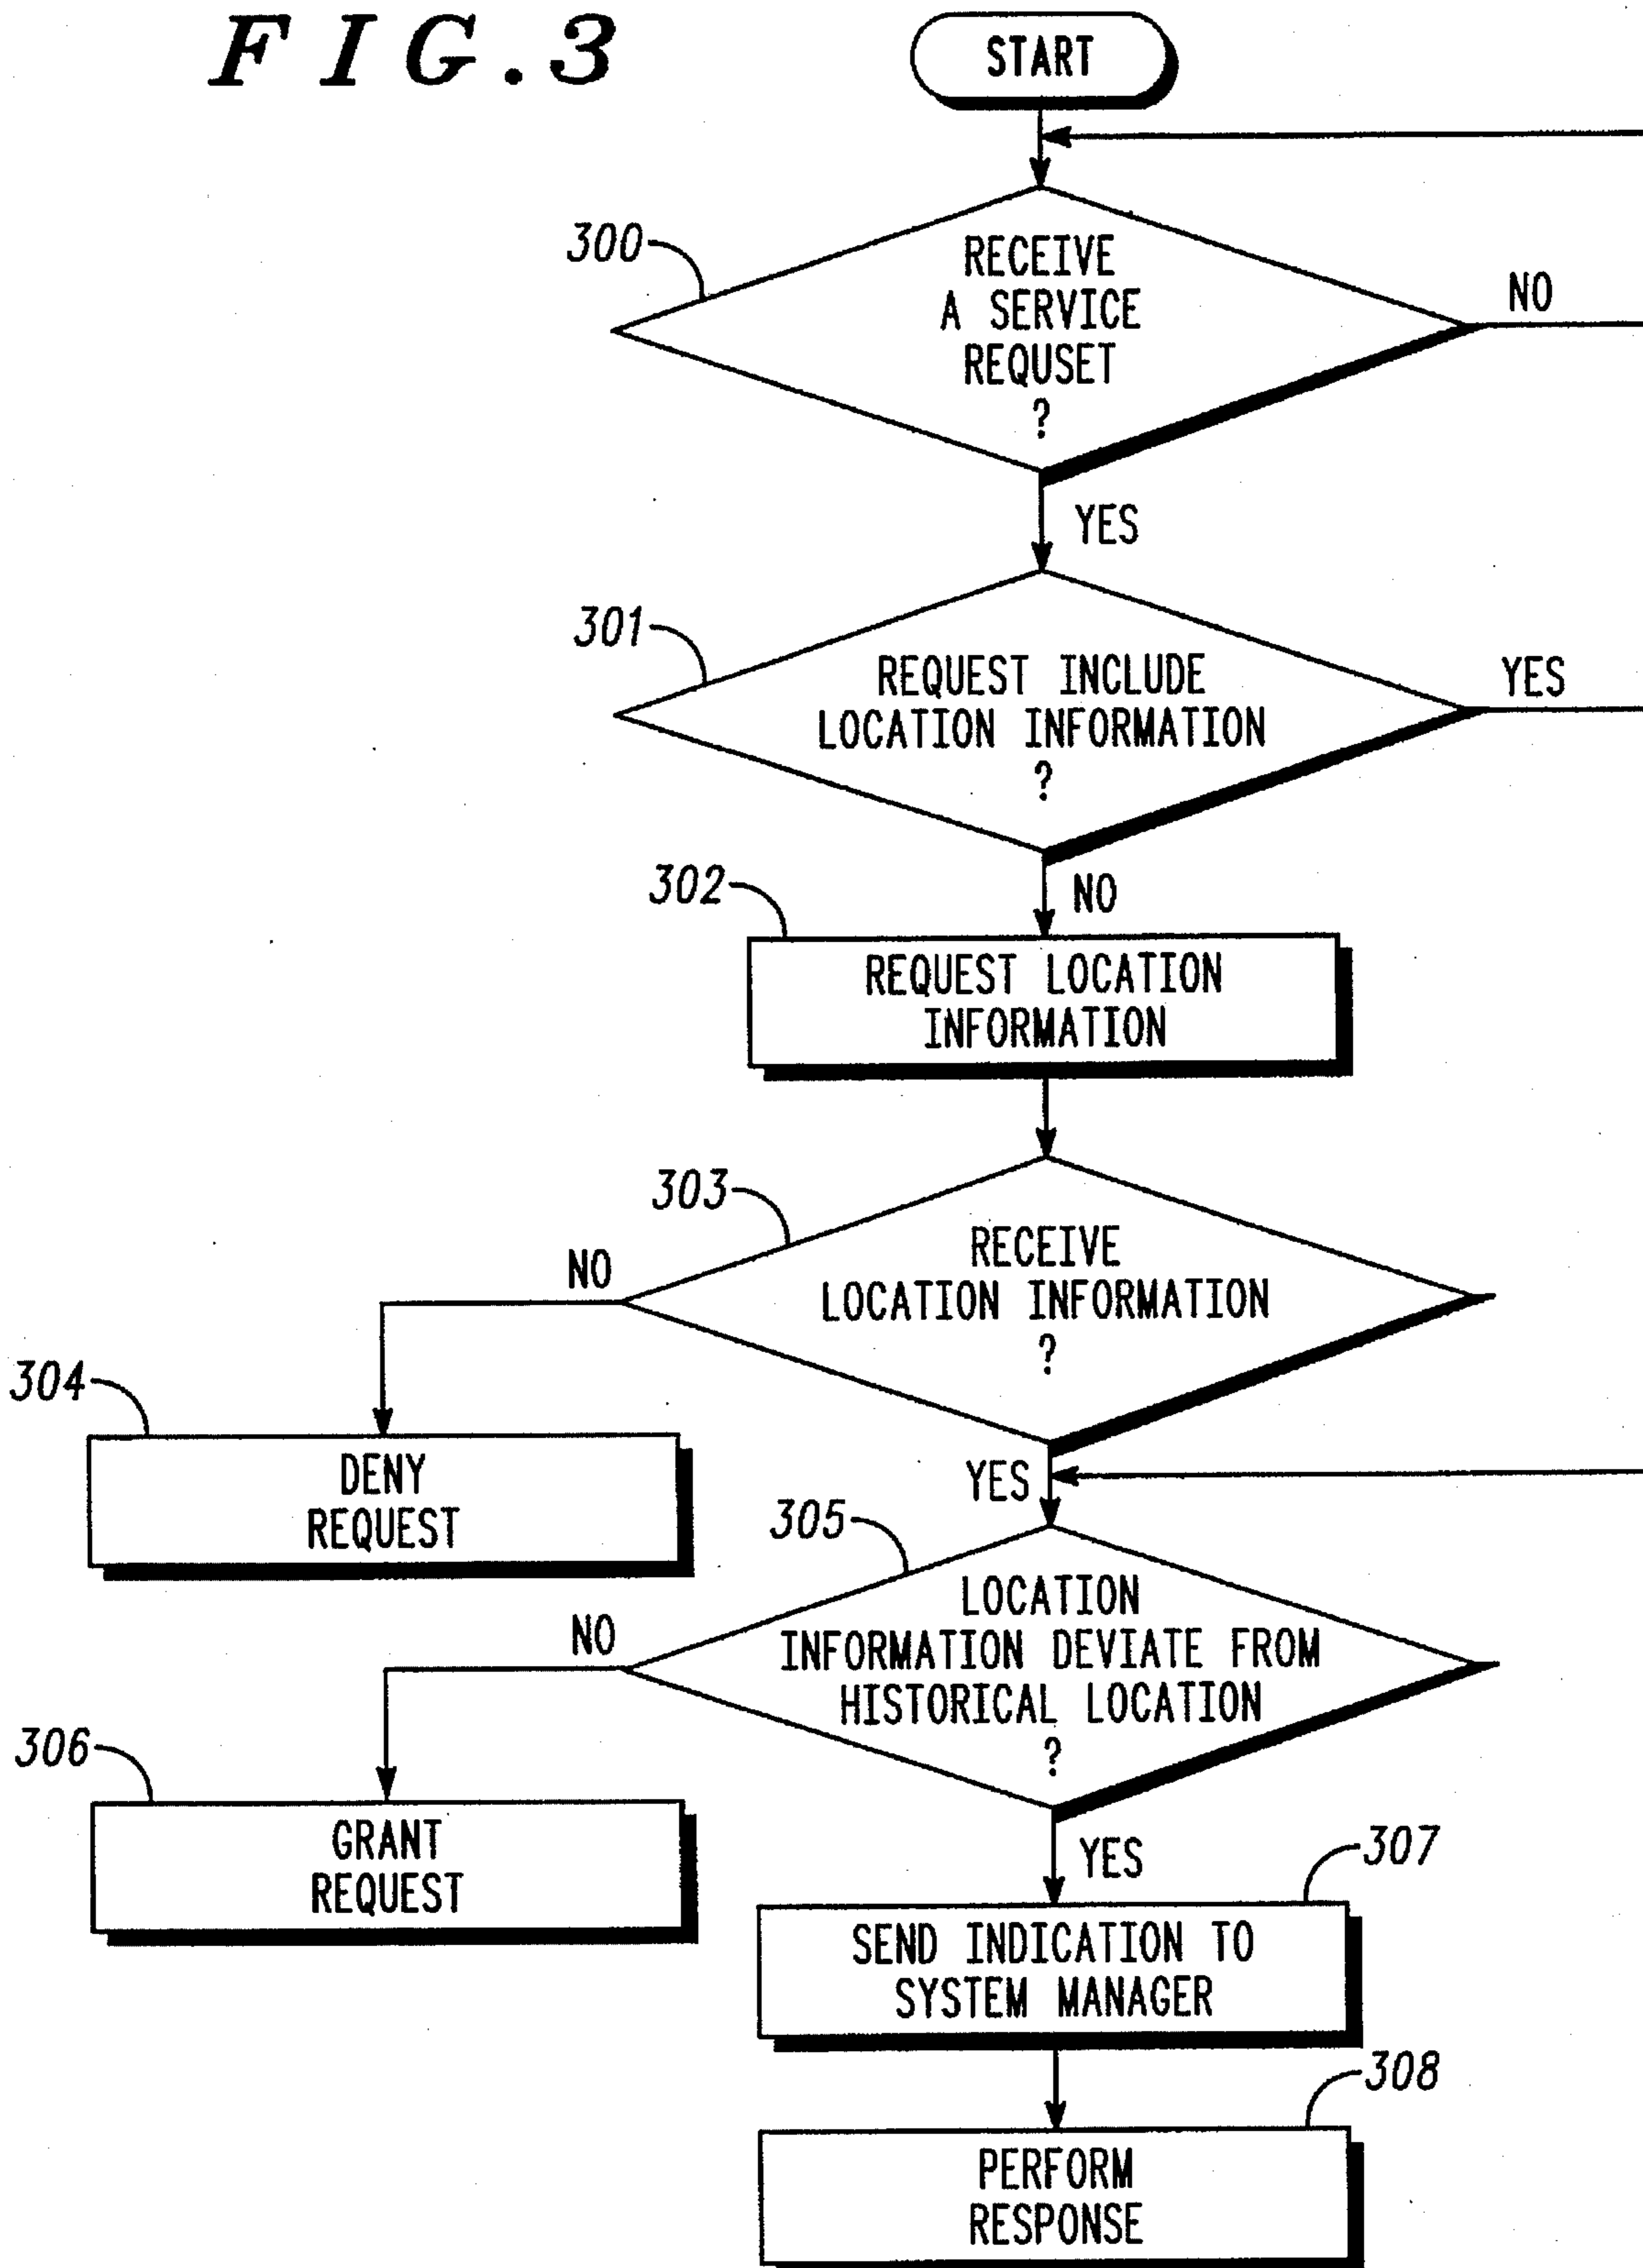 FIG.3
START
300
RECEIVE
A SERVICE
REQUSET
?
NO
YES
301
REQUEST INCLUDE
LOCATION INFORMATION
?
YES
302
NO
REQUEST LOCATION
INFORMATION
303
RECEIVE
LOCATION INFORMATION
?
NO
304
DENY
REQUEST
YES
305
LOCATION
INFORMATION DEVIATE FROM
HISTORICAL LOCATION
?
NO
306
GRANT
REQUEST
YES
307
SEND INDICATION TO
SYSTEM MANAGER
308
PERFORM
RESPONSE